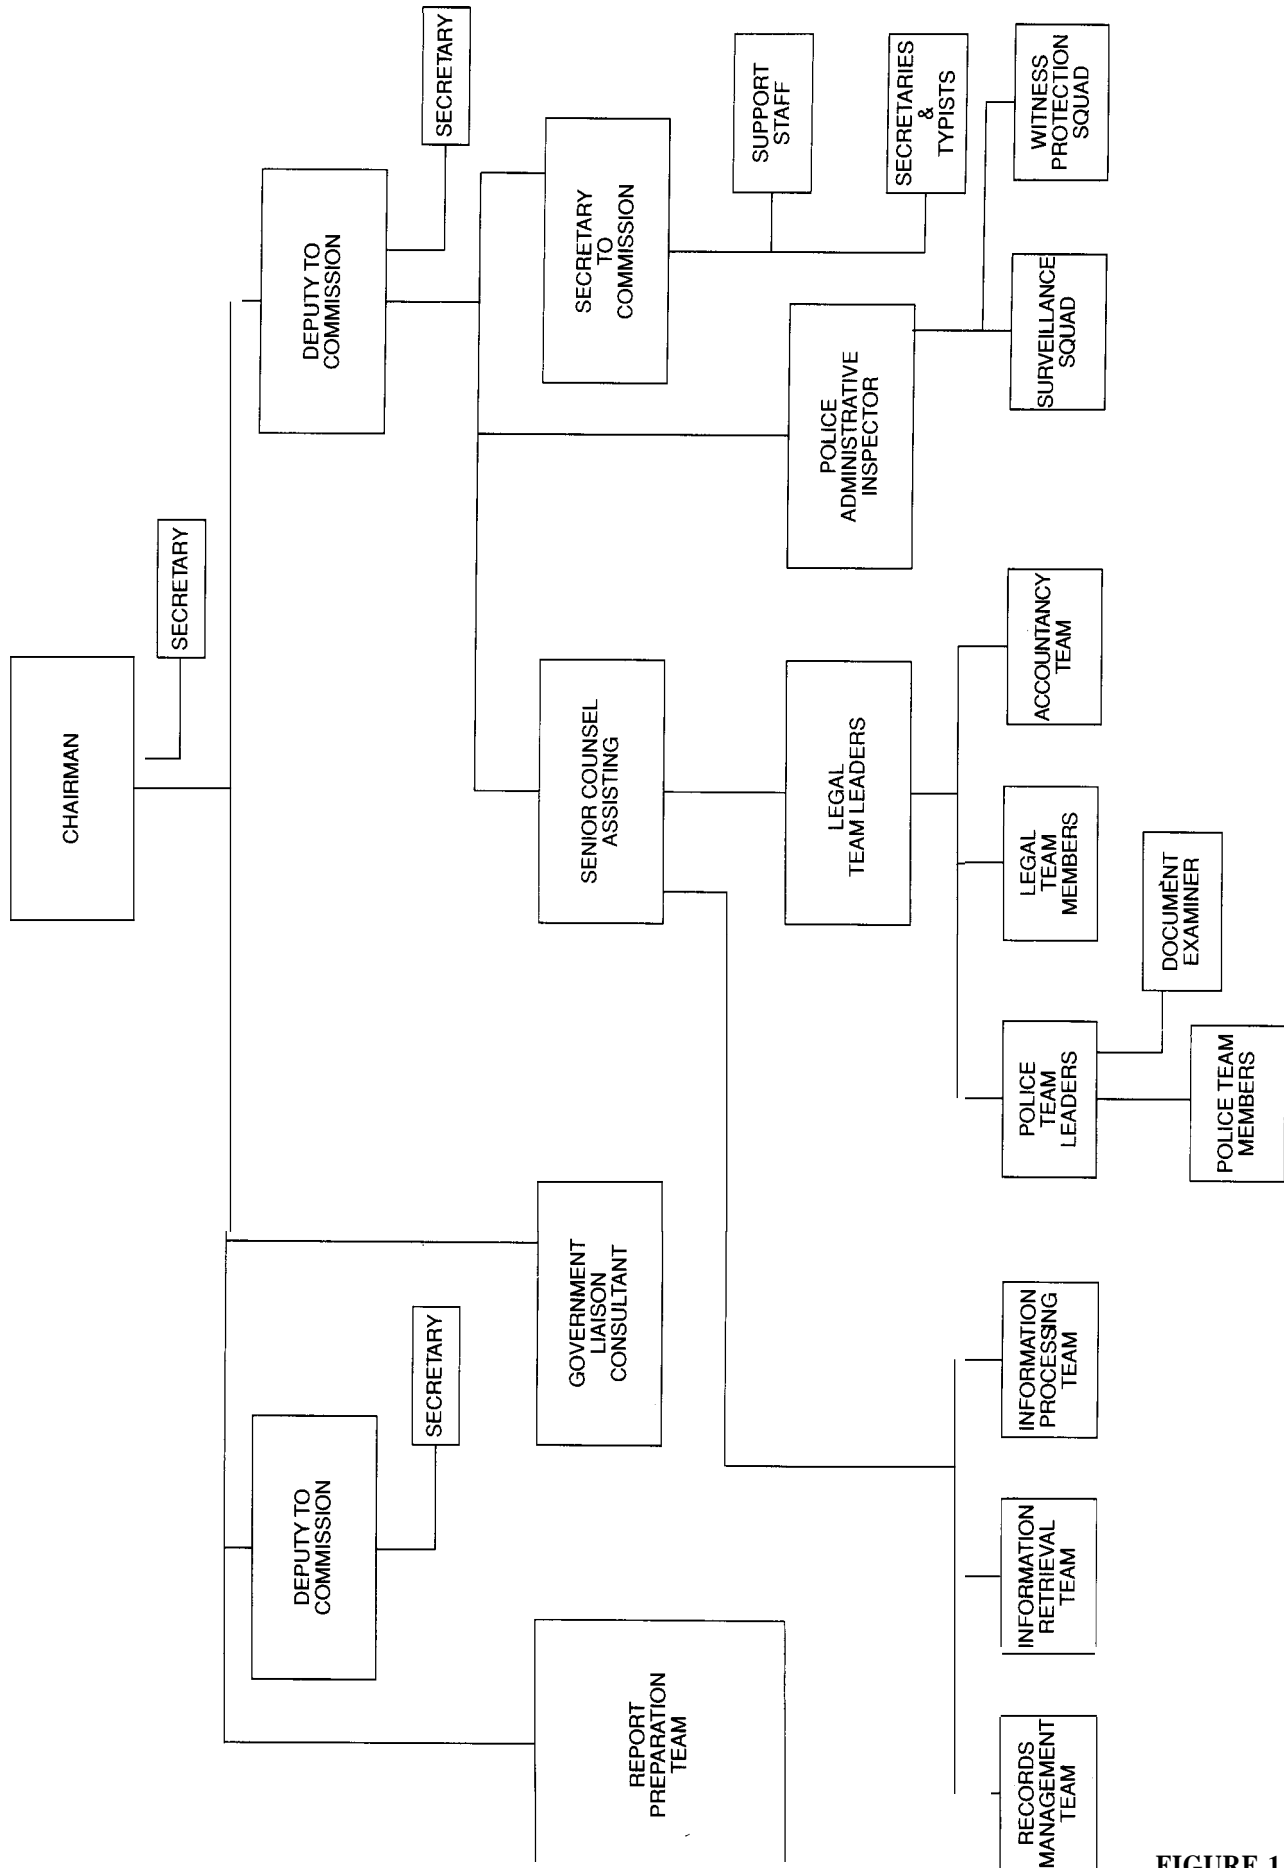 CHAIRMAN
SECRETARY
DEPUTY TO
COMMISSION
SECRETARY
DEPUTY TO
COMMISSION
SECRETARY
REPORT
PREPARATION
TEAM
GOVERNMENT
LIAISON
CONSULTANT
SENIOR COUNSEL
ASSISTING
SECRETARY
TO
COMMISSION
SUPPORT
STAFF
SECRETARIES
&
TYPISTS
LEGAL
TEAM LEADERS
POLICE
ADMINISTRATIVE
INSPECTOR
RECORDS
MANAGEMENT
TEAM
INFORMATION
RETRIEVAL
TEAM
INFORMATION
PROCESSING
TEAM
POLICE
TEAM
LEADERS
LEGAL
TEAM
MEMBERS
ACCOUNTANCY
TEAM
SURVEILLANCE
SQUAD
WITNESS
PROTECTION
SQUAD
DOCUMENT
EXAMINER
POLICE TEAM
MEMBERS
FIGURE 1